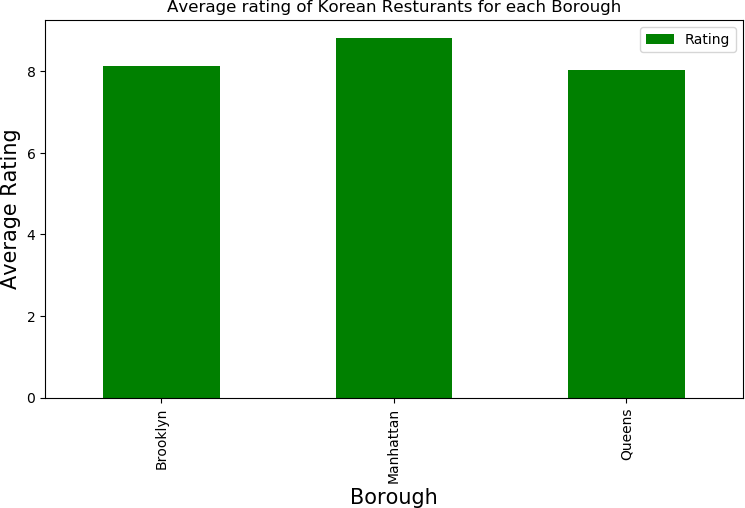 Average rating of Korean Resturants for each Borough
Rating
8
6
4
2
0
Average Rating
Brooklyn
Manhattan
Queens
Borough